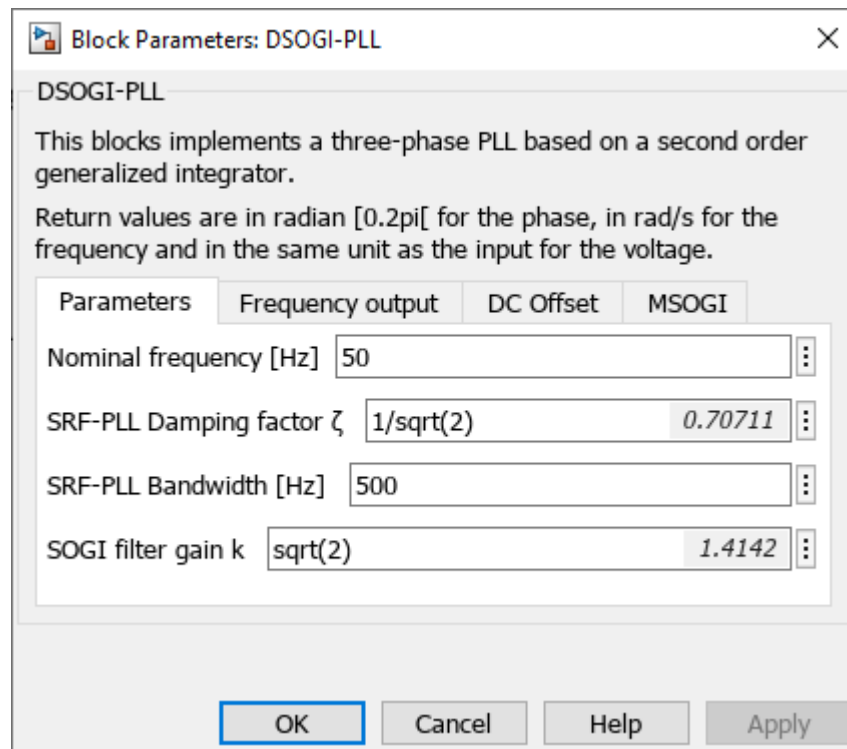 Block Parameters: DSOGI-PLL
DSOGI-PLL
This blocks implements a three-phase PLL based on a second order
generalized integrator.
Return values are in radian [0.2pi[ for the phase, in rad/s for the
frequency and in the same unit as the input for the voltage.
Parameters Frequency output DC Offset MSOGI
Nominal frequency [Hz] 50
SRF-PLL Damping factor ζ 1/sqrt(2) 0.70711
SRF-PLL Bandwidth [Hz] 500
SOGI filter gain k sqrt(2) 1.4142
OK Cancel Help Apply